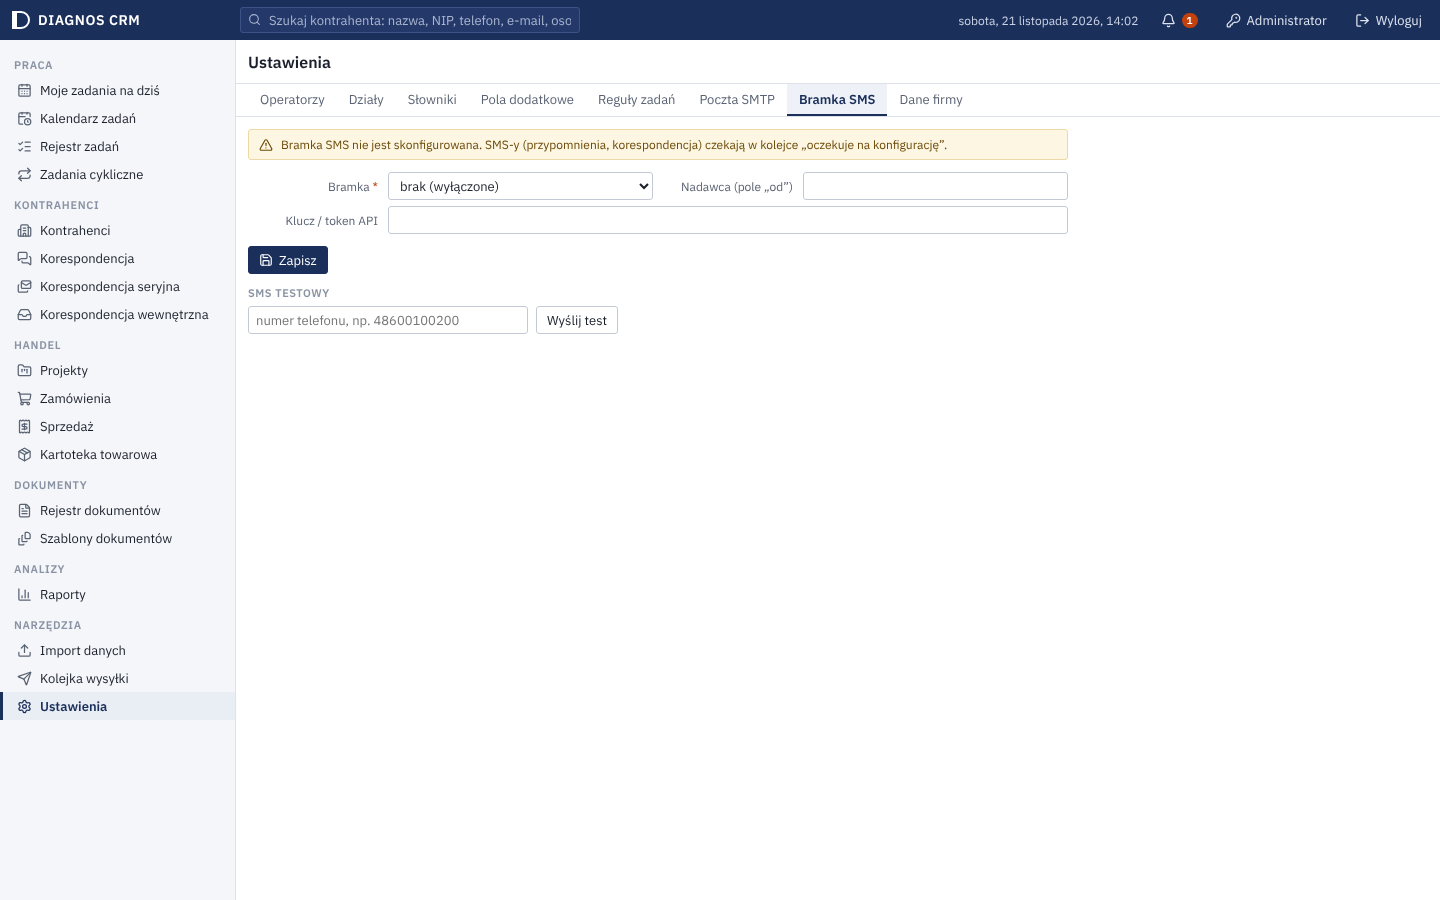 DIAGNOS CRM
Szukaj kontrahenta: nazwa, NIP, telefon, e-mail, oso
sobota, 21 listopada 2026, 14:02
1
Administrator
Wyloguj
PRACA
Moje zadania na dziś
Kalendarz zadań
Rejestr zadań
Zadania cykliczne
KONTRAHENCI
Kontrahenci
Korespondencja
Korespondencja seryjna
Korespondencja wewnętrzna
HANDEL
Projekty
Zamówienia
Sprzedaż
Kartoteka towarowa
DOKUMENTY
Rejestr dokumentów
Szablony dokumentów
ANALIZY
Raporty
NARZĘDZIA
Import danych
Kolejka wysyłki
Ustawienia
Ustawienia
Operatorzy
Działy
Słowniki
Pola dodatkowe
Reguły zadań
Poczta SMTP
Bramka SMS
Dane firmy
Bramka SMS nie jest skonfigurowana. SMS-y (przypomnienia, korespondencja) czekają w kolejce „oczekuje na konfigurację”.
Bramka *
brak (wyłączone)
Nadawca (pole „od”)
Klucz / token API
Zapisz
SMS TESTOWY
numer telefonu, np. 48600100200
Wyślij test